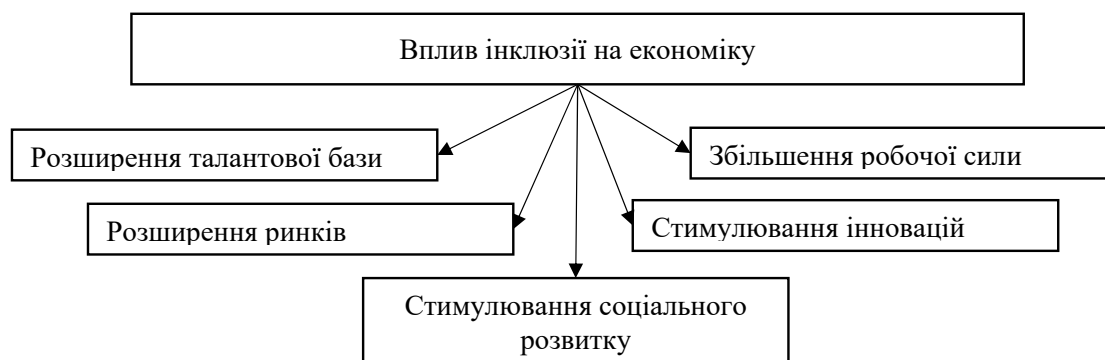 Вплив інклюзії на економіку
Розширення талантової бази
Збільшення робочої сили
Розширення ринків
Стимулювання інновацій
Стимулювання соціального
розвитку